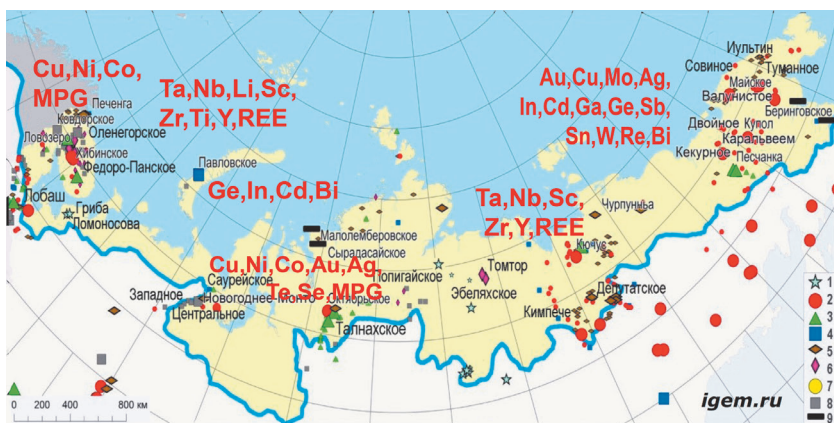 Cu,Ni,Co,
MPG
Ta,Nb,Li,Sc,
Zr,Ti,Y,REE
Au,Cu,Mo,Ag,
In,Cd,Ga,Ge,Sb,
Sn,W,Re,Bi
Иультин
Совиное
Туманное
Майское
Валунистое
Беринговское
Двойное Купол
Каральвеем
Кекурное
Песчанка
Печенга
Ковдорское
Оленегорское
Ловозеро
Хибинское
Федоро-Панское
Лобаш
Гриба
Ломоносова
Павловское
Ge,In,Cd,Bi
Ta,Nb,Sc,
Zr,Y,REE
Чурпунньа
Кючус
Малолемберовское
Сырадасайское
Cu,Ni,Co,Au,Ag,
Te,Se,MPG
Попигайское
Томтор
Эбеляхское
Депутатское
Кимпече
Саурейское
Западное
Новогоднее-Монто
Октябрьское
Центральное
Талнахское
0 200 400 800 км
igem.ru
1
2
3
4
5
6
7
8
9